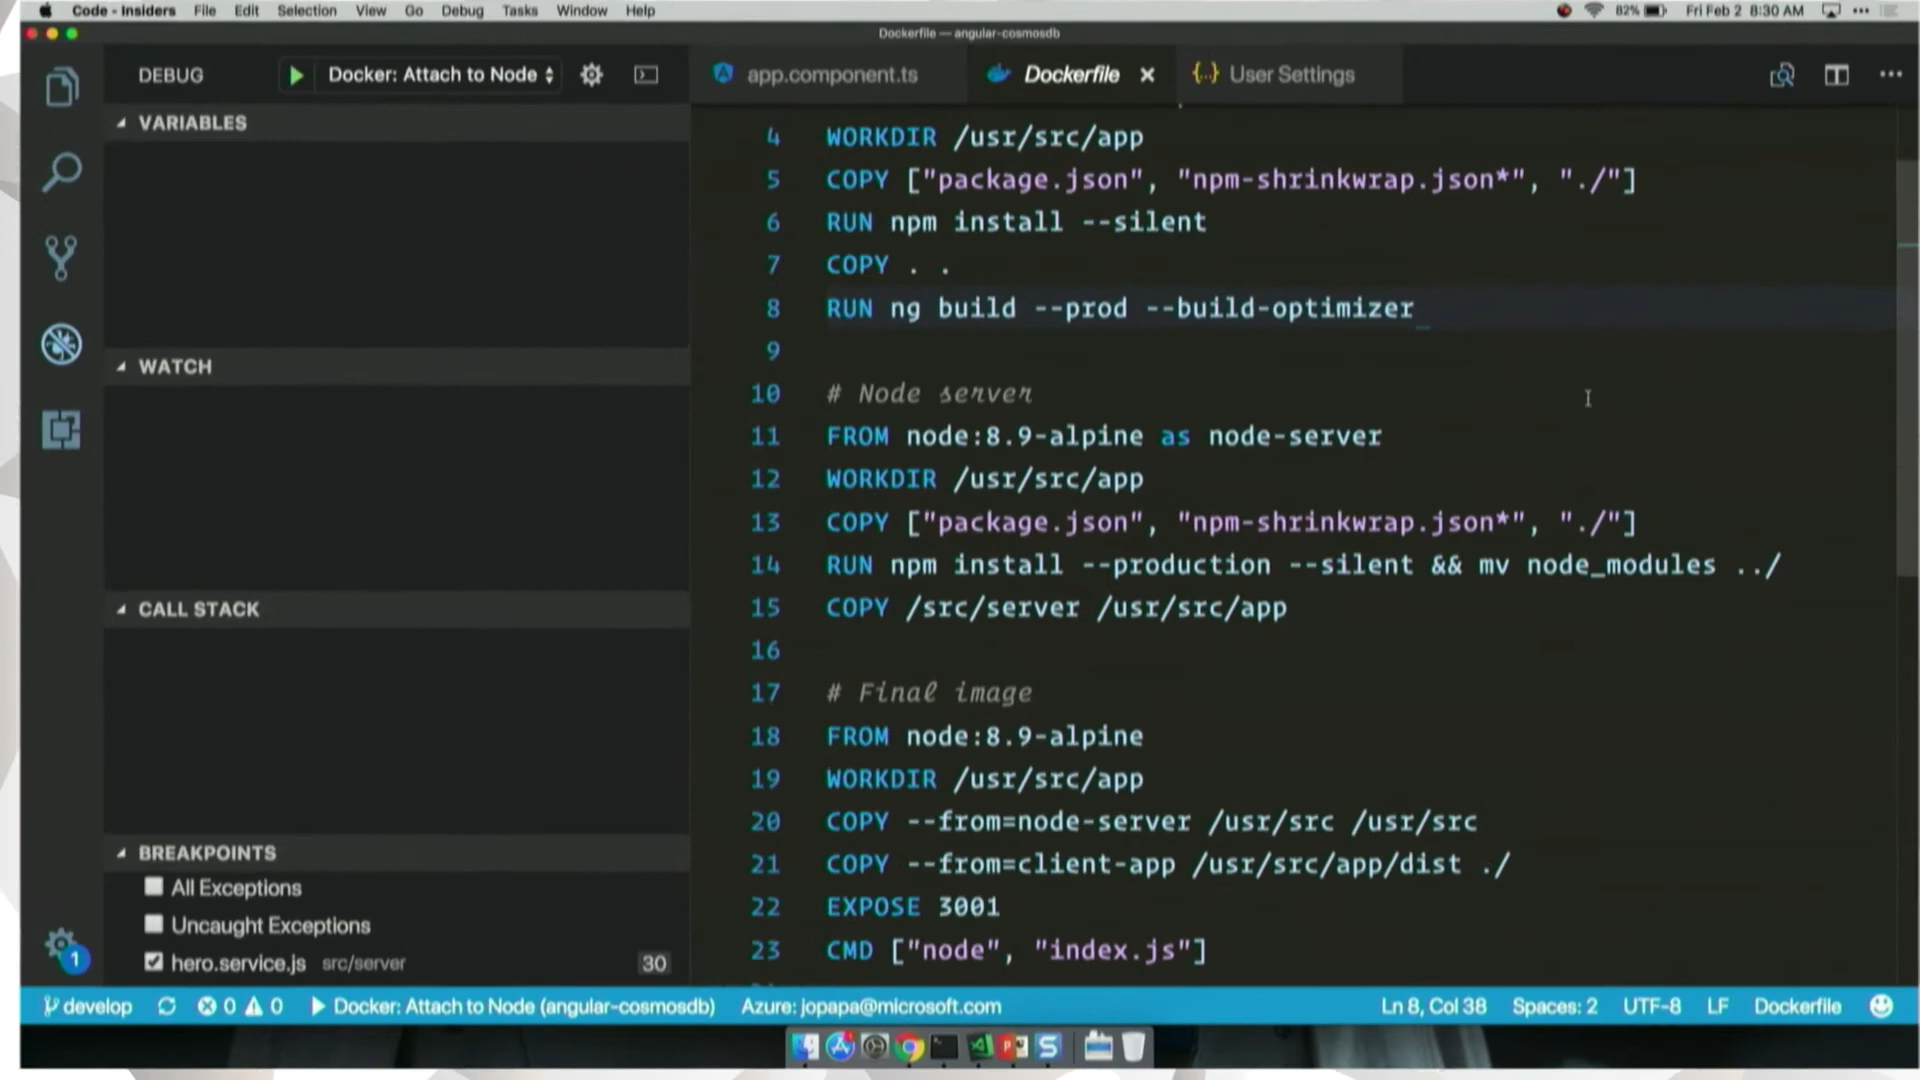 Code - Insiders File Edit Selection View Go Debug Tasks Window Help 82% Fri Feb 2 8:30 AM
Dockerfile — angular-cosmosdb
DEBUG Docker: Attach to Node
app.component.ts Dockerfile User Settings
VARIABLES
WATCH
CALL STACK
BREAKPOINTS
All Exceptions
Uncaught Exceptions
hero.service.js src/server 30
4 WORKDIR /usr/src/app
5 COPY ["package.json", "npm-shrinkwrap.json*", "./"]
6 RUN npm install --silent
7 COPY . .
8 RUN ng build --prod --build-optimizer
9
10 # Node server
11 FROM node:8.9-alpine as node-server
12 WORKDIR /usr/src/app
13 COPY ["package.json", "npm-shrinkwrap.json*", "./"]
14 RUN npm install --production --silent && mv node_modules ../
15 COPY /src/server /usr/src/app
16
17 # Final image
18 FROM node:8.9-alpine
19 WORKDIR /usr/src/app
20 COPY --from=node-server /usr/src /usr/src
21 COPY --from=client-app /usr/src/app/dist ./
22 EXPOSE 3001
23 CMD ["node", "index.js"]
1
develop 0 0 Docker: Attach to Node (angular-cosmosdb) Azure: jopapa@microsoft.com Ln 8, Col 38 Spaces: 2 UTF-8 LF Dockerfile